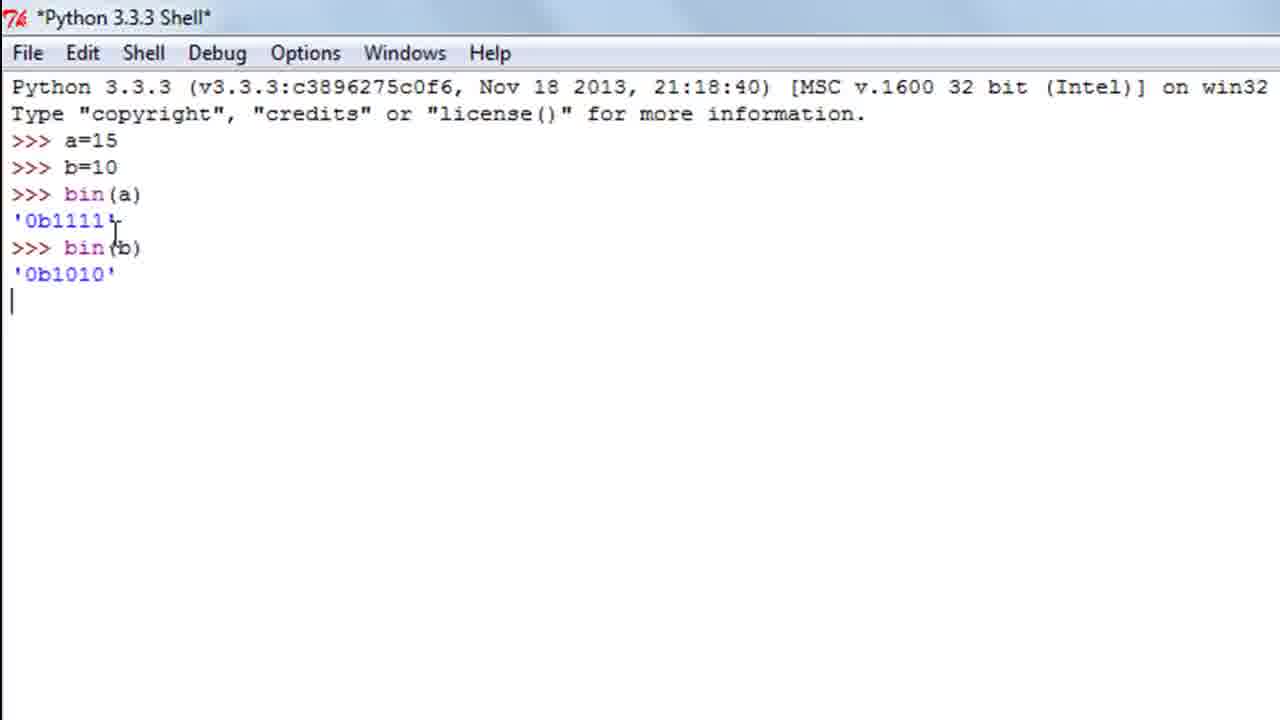 *Python 3.3.3 Shell*
File Edit Shell Debug Options Windows Help
Python 3.3.3 (v3.3.3:c3896275c0f6, Nov 18 2013, 21:18:40) [MSC v.1600 32 bit (Intel)] on win32
Type "copyright", "credits" or "license()" for more information.
>>> a=15
>>> b=10
>>> bin(a)
'0b1111'
>>> bin(b)
'0b1010'